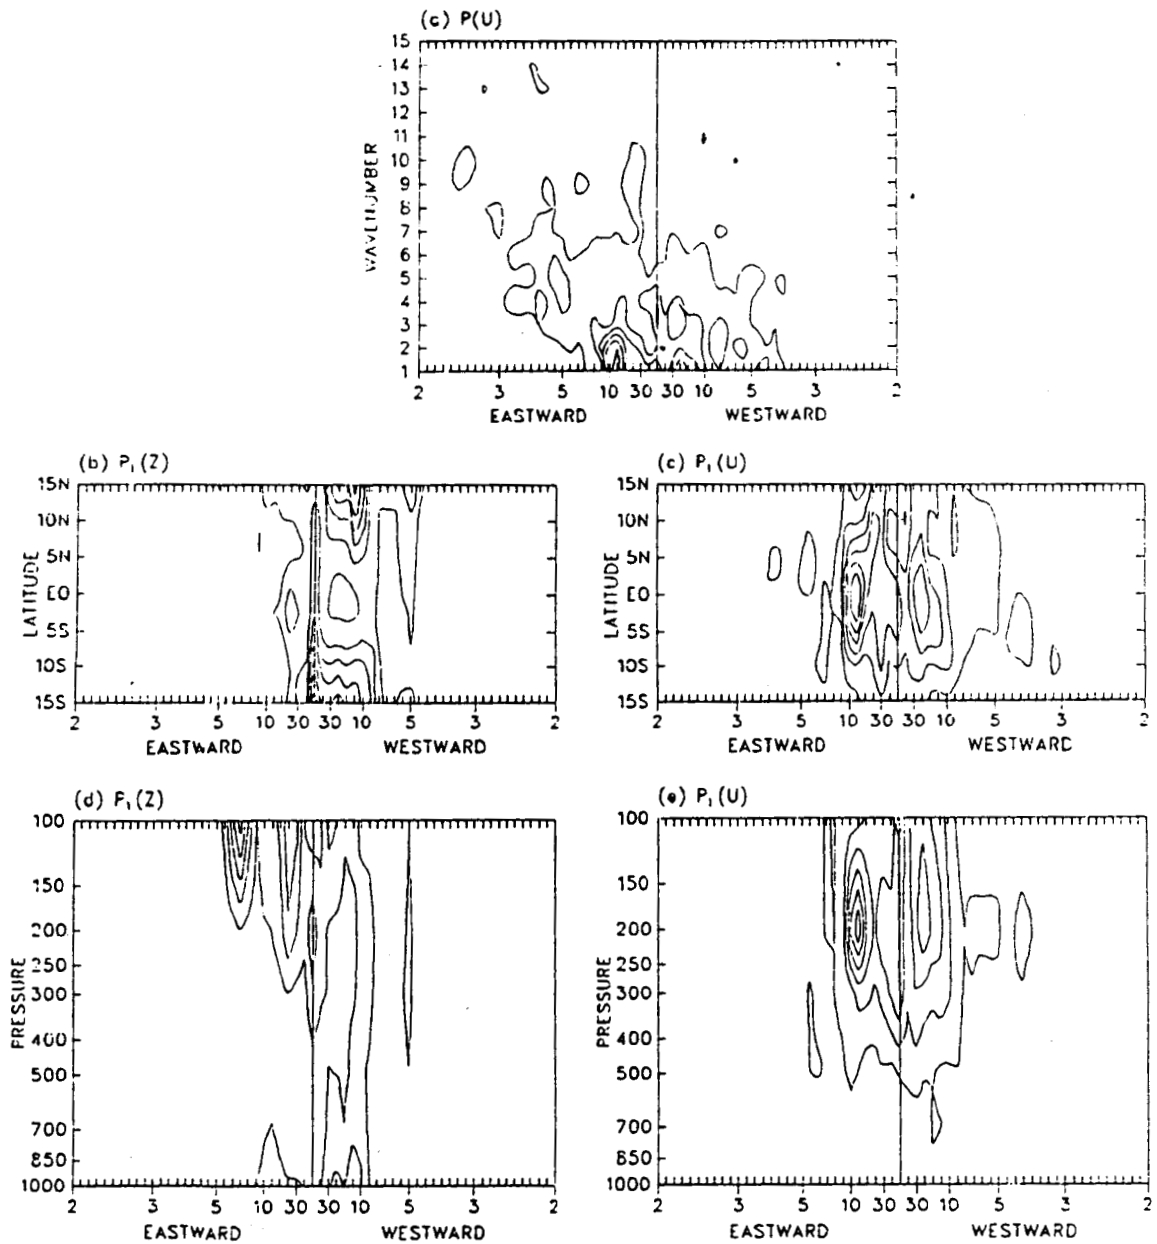 (c) P(U)
15
14
13
12
11
10
9
8
7
6
5
4
3
2
1
WAVENUMBER
2 3 5 10 30 30 10 5 3 2
EASTWARD WESTWARD
(b) P₁(Z)
15N
10N
5N
EO
5S
10S
15S
LATITUDE
2 3 5 10 30 30 10 5 3 2
EASTWARD WESTWARD
(c) P₁(U)
15N
10N
5N
EO
5S
10S
15S
LATITUDE
2 3 5 10 30 30 10 5 3 2
EASTWARD WESTWARD
(d) P₁(Z)
100
150
200
250
300
400
500
700
850
1000
PRESSURE
2 3 5 10 30 30 10 5 3 2
EASTWARD WESTWARD
(e) P₁(U)
100
150
200
250
300
400
500
700
850
1000
PRESSURE
2 3 5 10 30 30 10 5 3 2
EASTWARD WESTWARD